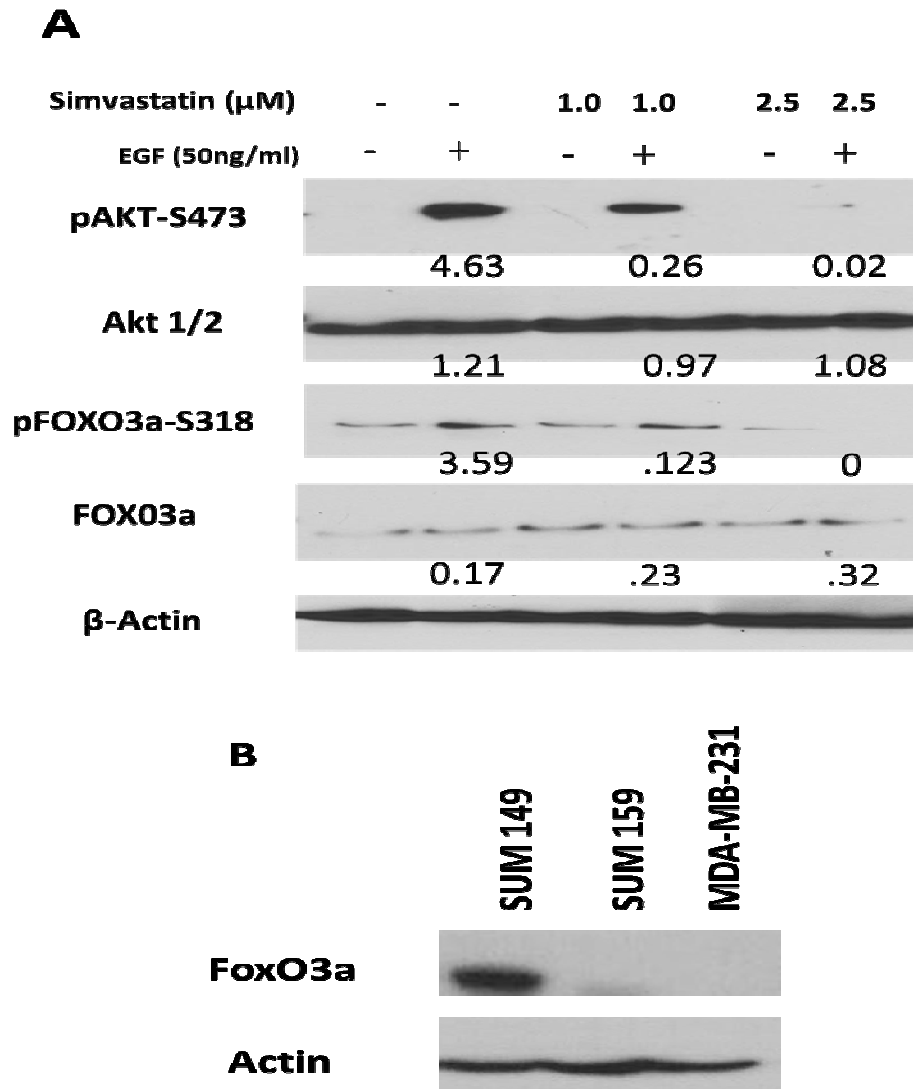 A
Simvastatin (µM) - - 1.0 1.0 2.5 2.5
EGF (50ng/ml) - + - + - +
pAKT-S473
4.63 0.26 0.02
Akt 1/2
1.21 0.97 1.08
pFOXO3a-S318
3.59 .123 0
FOX03a
0.17 .23 .32
β-Actin
B
SUM 149
SUM 159
MDA-MB-231
FoxO3a
Actin